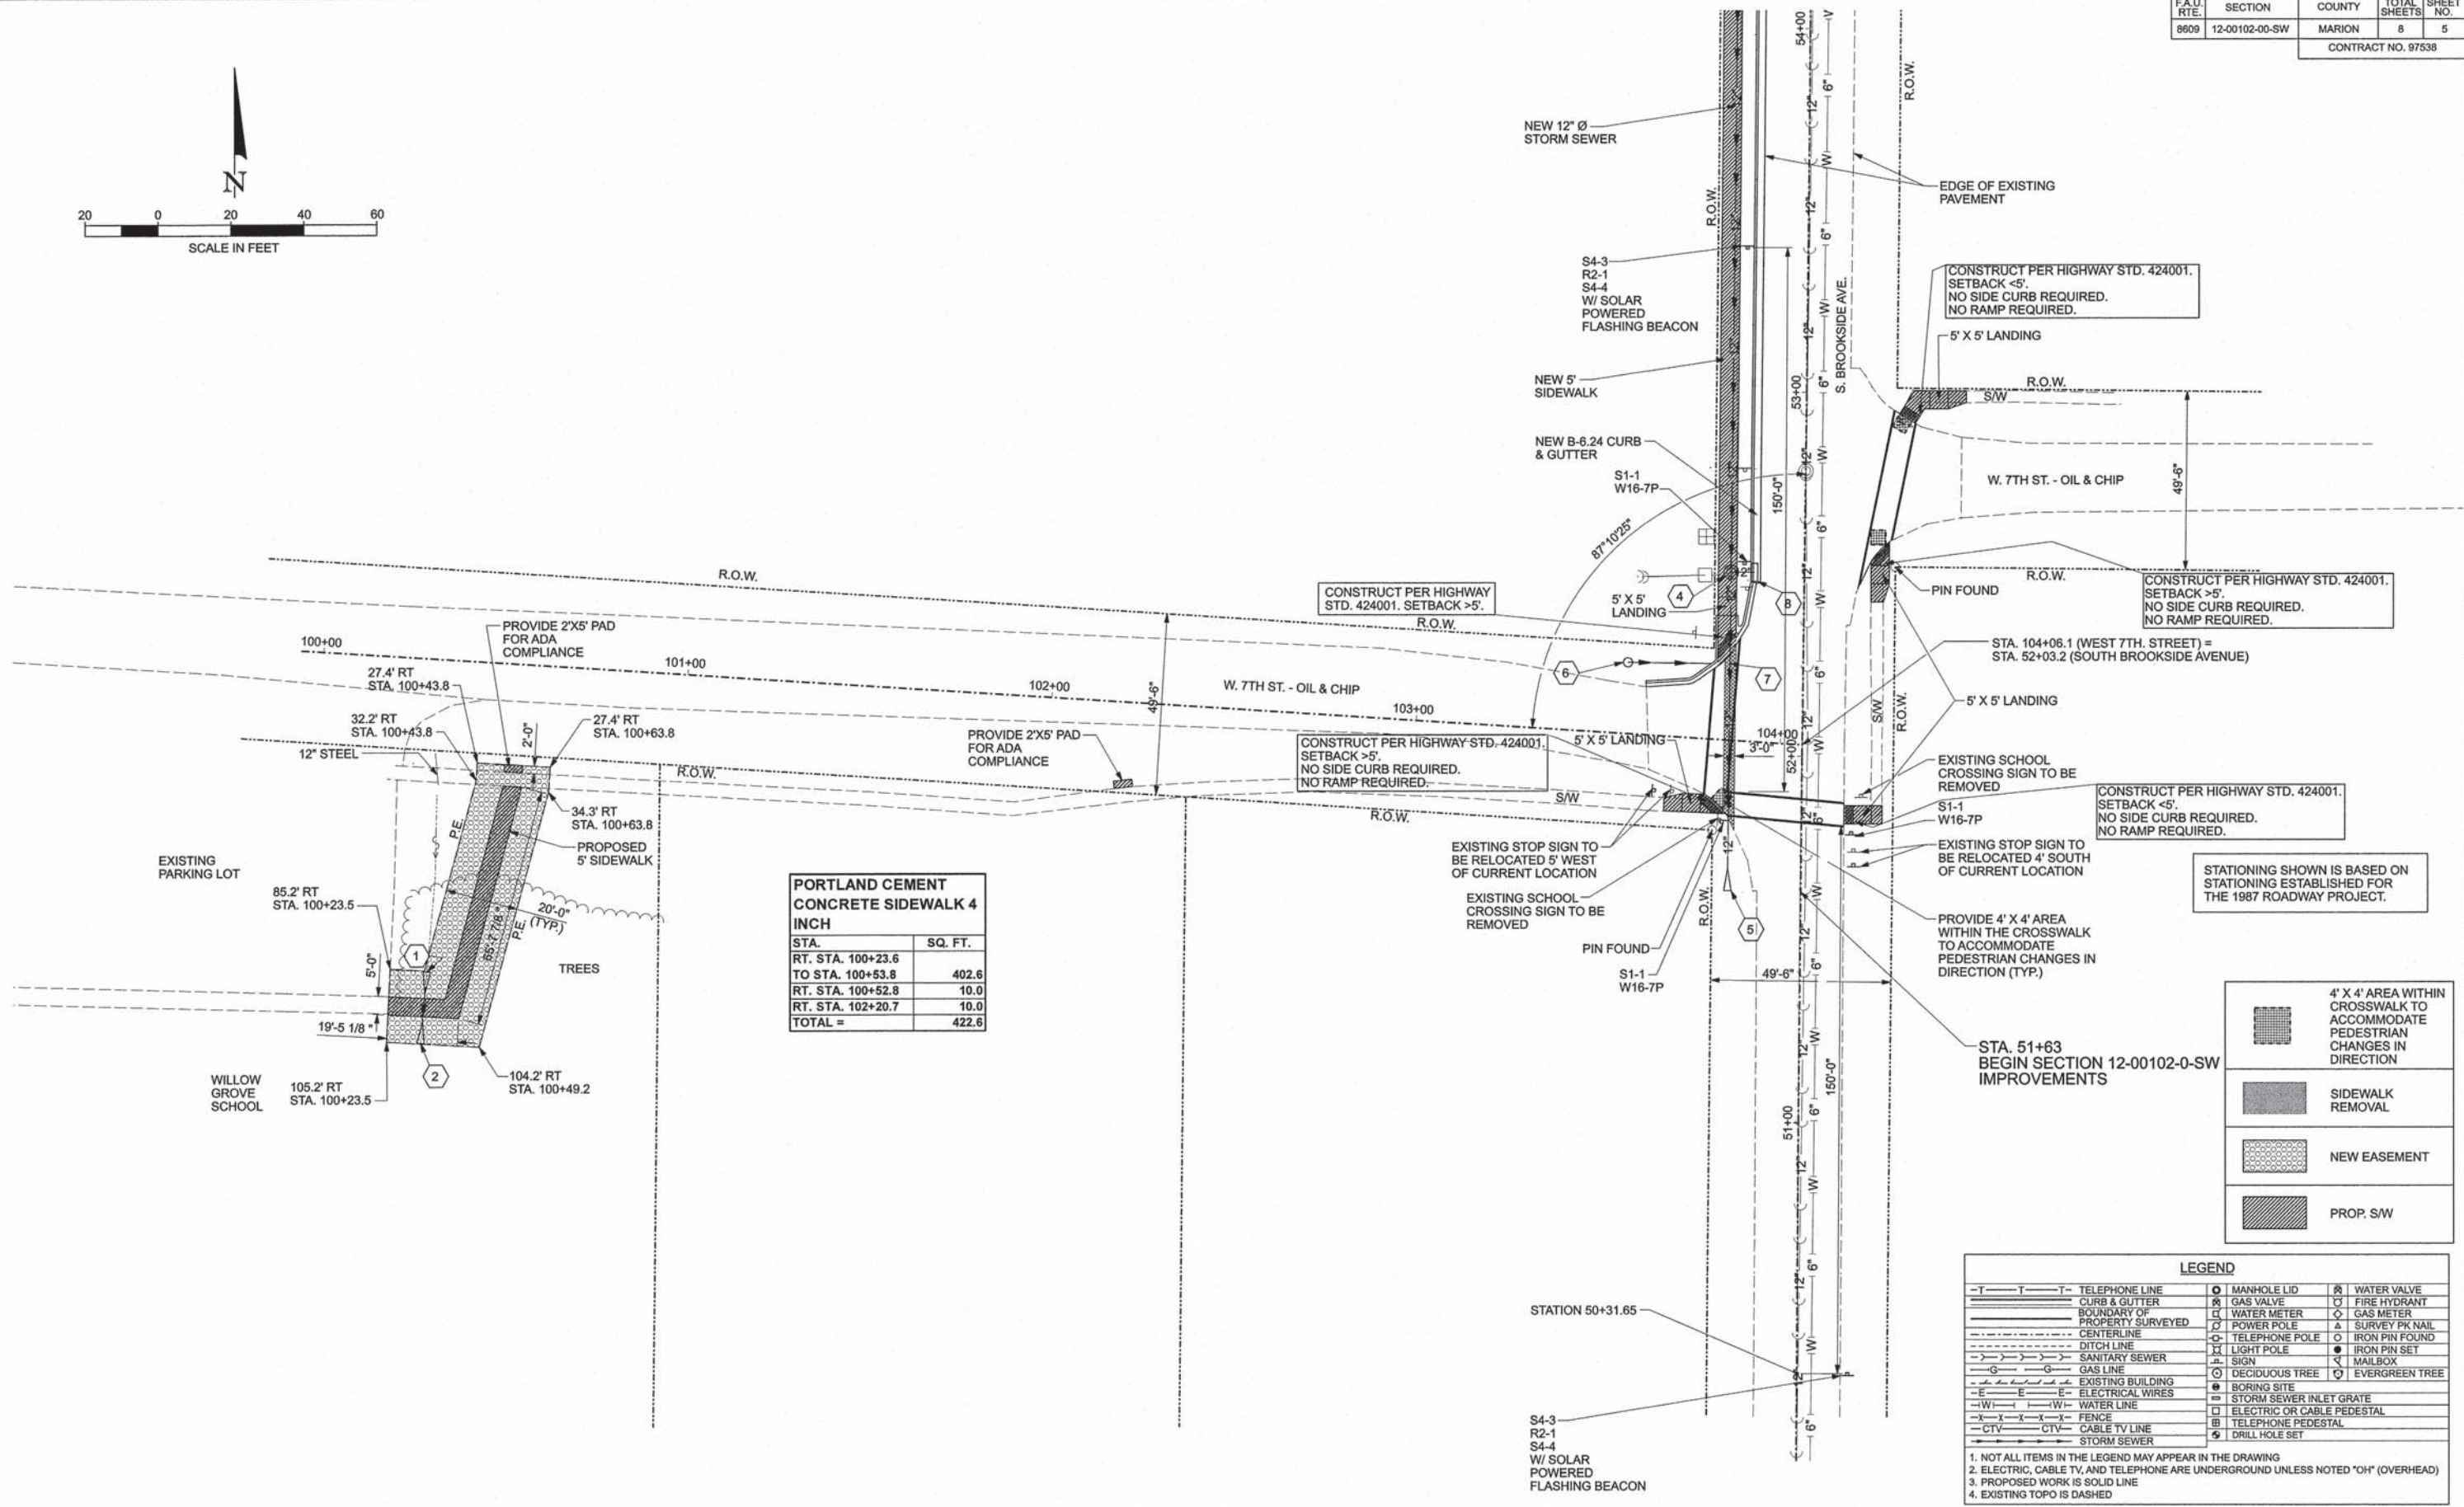 F.A.U. RTE. SECTION COUNTY TOTAL SHEETS SHEET NO.
8609 12-00102-00-SW MARION 8 5
CONTRACT NO. 97538
N
20 0 20 40 60
SCALE IN FEET
NEW 12" Ø
STORM SEWER
R.O.W.
R.O.W.
54+00
EDGE OF EXISTING
PAVEMENT
S4-3
R2-1
S4-4
W/ SOLAR
POWERED
FLASHING BEACON
S. BROOKSIDE AVE.
CONSTRUCT PER HIGHWAY STD. 424001.
SETBACK <5'.
NO SIDE CURB REQUIRED.
NO RAMP REQUIRED.
5' X 5' LANDING
NEW 5'
SIDEWALK
53+00
R.O.W.
S/W
NEW B-6.24 CURB
& GUTTER
S1-1
W16-7P
150'-0"
W. 7TH ST. - OIL & CHIP
49'-6"
87°10'25"
R.O.W.
CONSTRUCT PER HIGHWAY
STD. 424001. SETBACK >5'.
R.O.W.
5' X 5'
LANDING
4
8
PIN FOUND
R.O.W.
CONSTRUCT PER HIGHWAY STD. 424001.
SETBACK >5'.
NO SIDE CURB REQUIRED.
NO RAMP REQUIRED.
STA. 104+06.1 (WEST 7TH. STREET) =
STA. 52+03.2 (SOUTH BROOKSIDE AVENUE)
PROVIDE 2'X5' PAD
FOR ADA
COMPLIANCE
100+00
101+00
102+00
W. 7TH ST. - OIL & CHIP
103+00
104+00
49'-6"
6
7
27.4' RT
STA. 100+43.8
32.2' RT
STA. 100+43.8
12" STEEL
2'-0"
27.4' RT
STA. 100+63.8
R.O.W.
PROVIDE 2'X5' PAD
FOR ADA
COMPLIANCE
CONSTRUCT PER HIGHWAY STD. 424001.
SETBACK >5'.
NO SIDE CURB REQUIRED.
NO RAMP REQUIRED.
5' X 5' LANDING
3'-0"
52+00
S/W
R.O.W.
5' X 5' LANDING
S/W
R.O.W.
34.3' RT
STA. 100+63.8
PROPOSED
5' SIDEWALK
P.E.
EXISTING
PARKING LOT
EXISTING SCHOOL
CROSSING SIGN TO BE
REMOVED
S1-1
W16-7P
CONSTRUCT PER HIGHWAY STD. 424001.
SETBACK <5'.
NO SIDE CURB REQUIRED.
NO RAMP REQUIRED.
EXISTING STOP SIGN TO
BE RELOCATED 5' WEST
OF CURRENT LOCATION
EXISTING STOP SIGN TO
BE RELOCATED 4' SOUTH
OF CURRENT LOCATION
STATIONING SHOWN IS BASED ON
STATIONING ESTABLISHED FOR
THE 1987 ROADWAY PROJECT.
EXISTING SCHOOL
CROSSING SIGN TO BE
REMOVED
R.O.W.
12"
5
PIN FOUND
S1-1
W16-7P
49'-6"
PROVIDE 4' X 4' AREA
WITHIN THE CROSSWALK
TO ACCOMMODATE
PEDESTRIAN CHANGES IN
DIRECTION (TYP.)
85.2' RT
STA. 100+23.5
20'-0"
(TYP.)
65'-7 7/8"
P.E.
TREES
1
5'-0"
19'-5 1/8"
2
WILLOW
GROVE
SCHOOL
105.2' RT
STA. 100+23.5
104.2' RT
STA. 100+49.2
PORTLAND CEMENT
CONCRETE SIDEWALK 4
INCH
STA. SQ. FT.
RT. STA. 100+23.6
TO STA. 100+53.8 402.6
RT. STA. 100+52.8 10.0
RT. STA. 102+20.7 10.0
TOTAL = 422.6
STA. 51+63
BEGIN SECTION 12-00102-0-SW
IMPROVEMENTS
150'-0"
51+00
4' X 4' AREA WITHIN
CROSSWALK TO
ACCOMMODATE
PEDESTRIAN
CHANGES IN
DIRECTION
SIDEWALK
REMOVAL
NEW EASEMENT
PROP. S/W
STATION 50+31.65
S4-3
R2-1
S4-4
W/ SOLAR
POWERED
FLASHING BEACON
LEGEND
T T T TELEPHONE LINE MANHOLE LID WATER VALVE
CURB & GUTTER GAS VALVE FIRE HYDRANT
BOUNDARY OF PROPERTY SURVEYED WATER METER GAS METER
POWER POLE SURVEY PK NAIL
CENTERLINE TELEPHONE POLE IRON PIN FOUND
DITCH LINE LIGHT POLE IRON PIN SET
SANITARY SEWER SIGN MAILBOX
G G GAS LINE DECIDUOUS TREE EVERGREEN TREE
EXISTING BUILDING BORING SITE
E E E ELECTRICAL WIRES STORM SEWER INLET GRATE
W W WATER LINE ELECTRIC OR CABLE PEDESTAL
X X X X X FENCE TELEPHONE PEDESTAL
CTV CTV CABLE TV LINE DRILL HOLE SET
STORM SEWER
1. NOT ALL ITEMS IN THE LEGEND MAY APPEAR IN THE DRAWING
2. ELECTRIC, CABLE TV, AND TELEPHONE ARE UNDERGROUND UNLESS NOTED "OH" (OVERHEAD)
3. PROPOSED WORK IS SOLID LINE
4. EXISTING TOPO IS DASHED